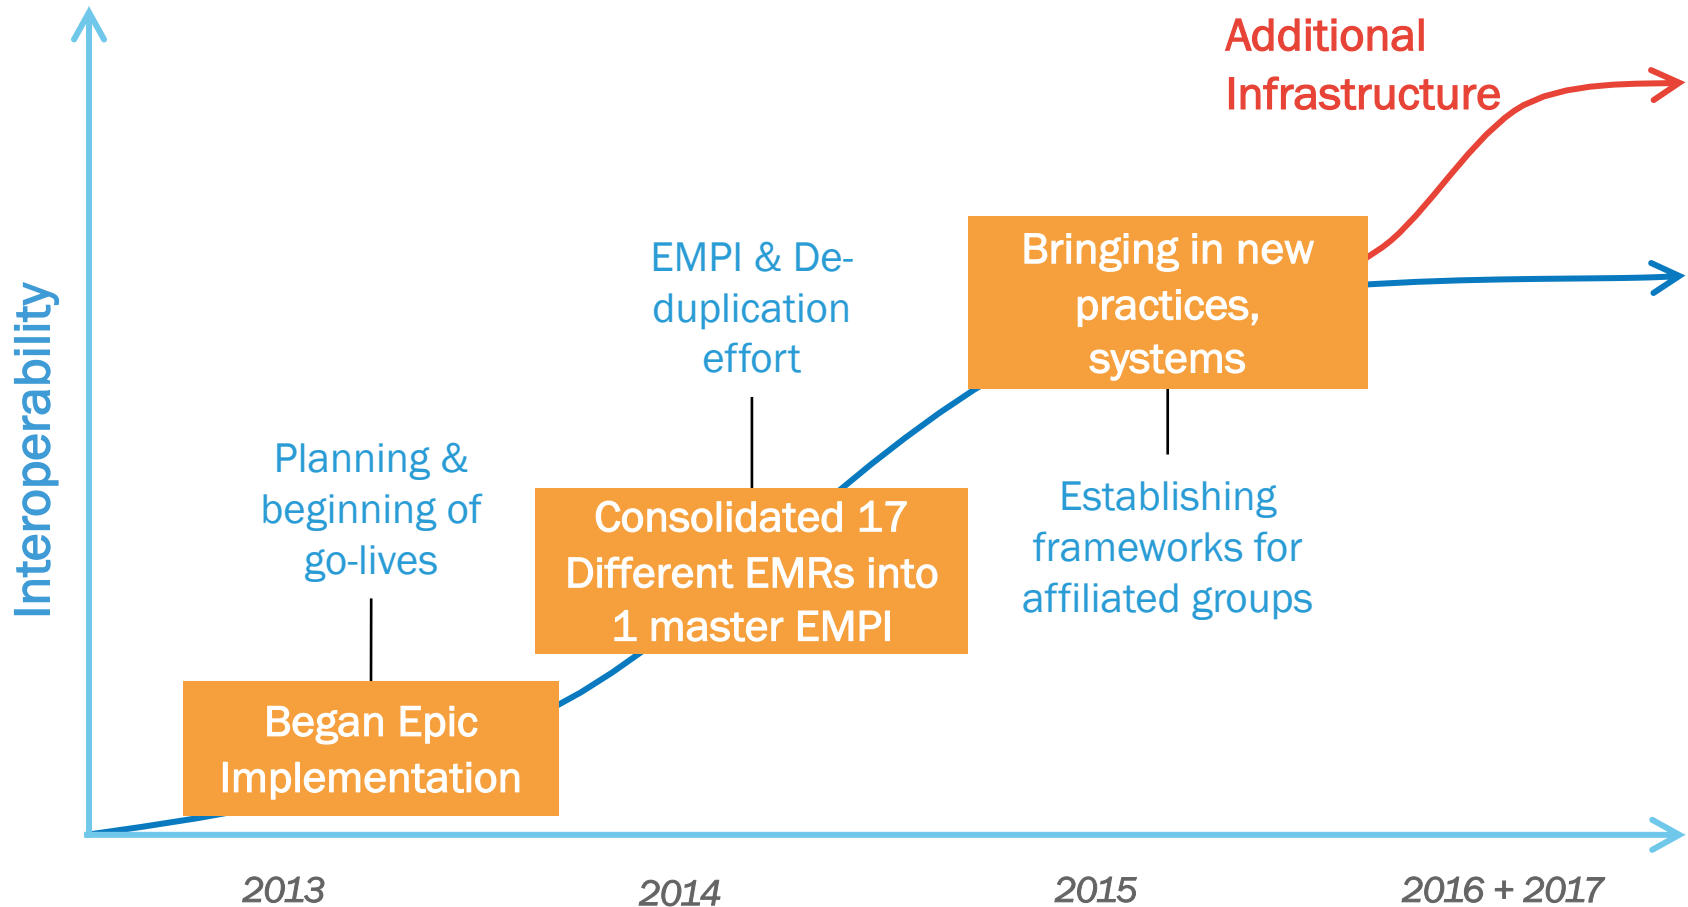 Additional
Infrastructure
Bringing in new
practices,
systems
EMPI & De-
duplication
effort
Interoperability
Planning &
beginning of
go-lives
Consolidated 17
Different EMRs into
1 master EMPI
Establishing
frameworks for
affiliated groups
Began Epic
Implementation
2013
2014
2015
2016 + 2017